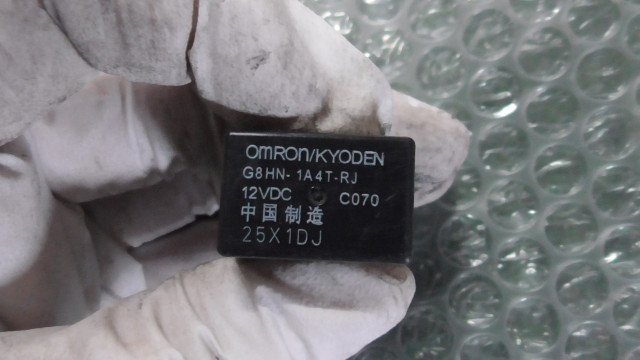 OMRON/KYODEN
G8HN-1A4T-RJ
12VDC C070
中国制造
25X1DJ